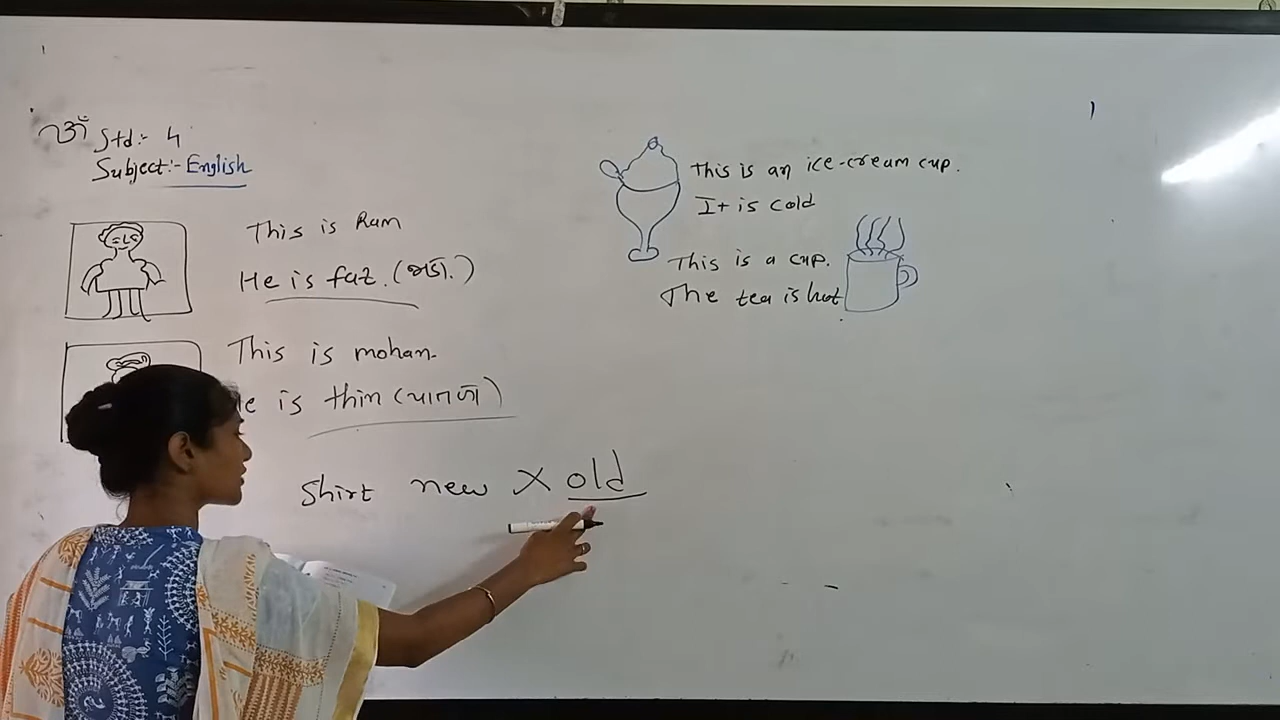 ॐ Std:- 4
Subject:- English
This is Ram
He is fat. (જાડો.)
This is mohan.
He is thin (પાતળો)
Shirt new X old
This is an ice-cream cup.
It is cold
This is a cup.
The tea is hot